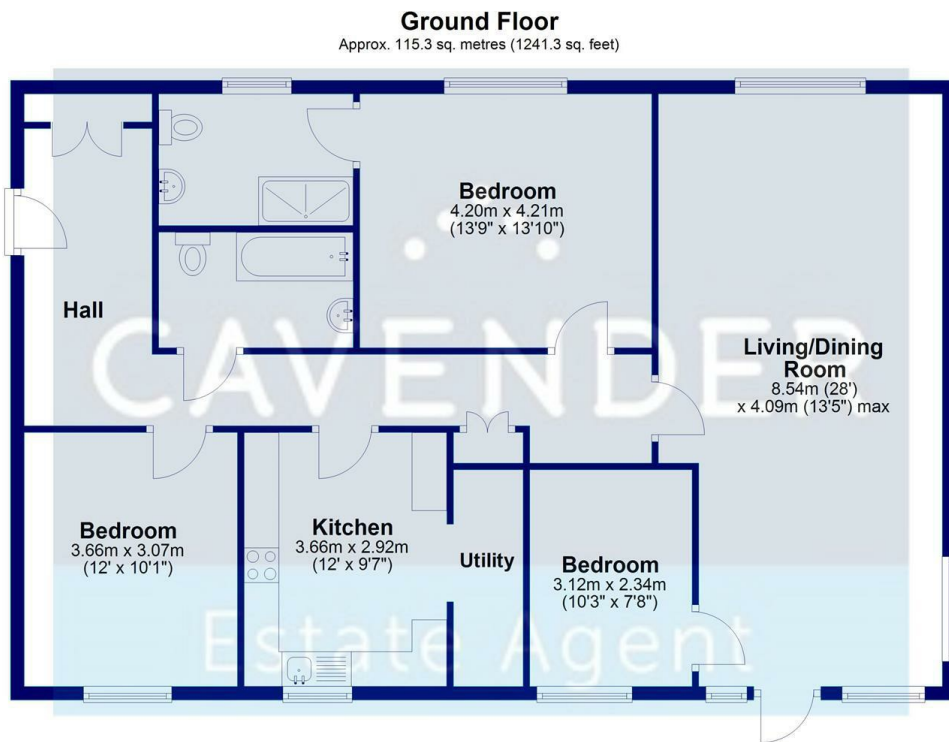 Ground Floor
Approx. 115.3 sq. metres (1241.3 sq. feet)
Bedroom
4.20m x 4.21m
(13'9" x 13'10")
Hall
CAVENDER
Living/Dining
Room
8.54m (28')
x 4.09m (13'5") max
Bedroom
3.66m x 3.07m
(12' x 10'1")
Kitchen
3.66m x 2.92m
(12' x 9'7")
Utility
Bedroom
3.12m x 2.34m
(10'3" x 7'8")
Estate Agent